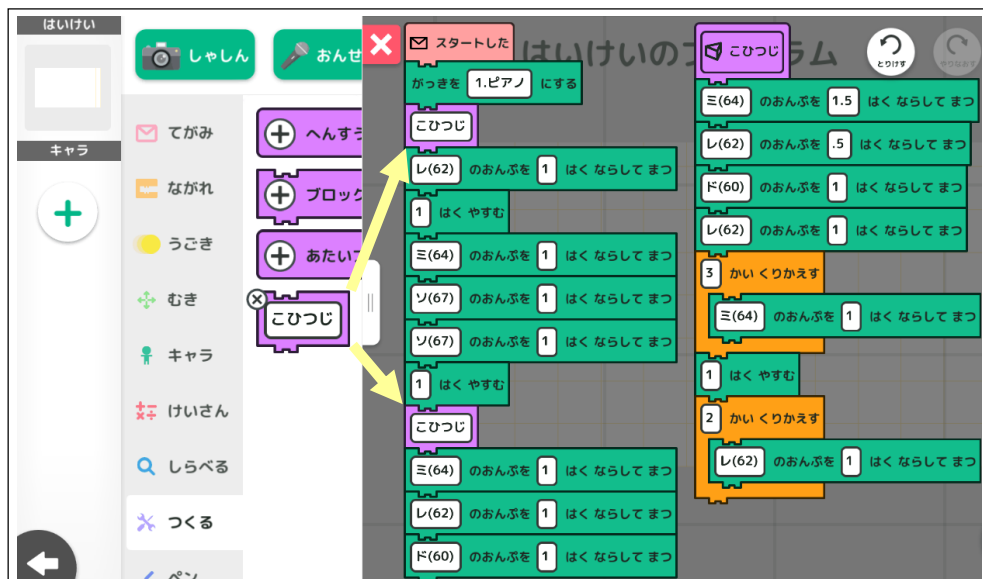 はいけい
キャラ
しゃしん
おんせ
てがみ
ながれ
うごき
むき
キャラ
けいさん
しらべる
つくる
ペン
へんすう
ブロック
あたい
こひつじ
はいけいのプ
ラム
とりけす
やりなおす
スタートした
がっきを 1.ピアノ にする
こひつじ
レ(62) のおんぷを 1 はく ならして まつ
1 はく やすむ
ミ(64) のおんぷを 1 はく ならして まつ
ソ(67) のおんぷを 1 はく ならして まつ
ソ(67) のおんぷを 1 はく ならして まつ
1 はく やすむ
こひつじ
ミ(64) のおんぷを 1 はく ならして まつ
レ(62) のおんぷを 1 はく ならして まつ
ド(60) のおんぷを 1 はく ならして まつ
こひつじ
ミ(64) のおんぷを 1.5 はく ならして まつ
レ(62) のおんぷを .5 はく ならして まつ
ド(60) のおんぷを 1 はく ならして まつ
レ(62) のおんぷを 1 はく ならして まつ
3 かい くりかえす
ミ(64) のおんぷを 1 はく ならして まつ
1 はく やすむ
2 かい くりかえす
レ(62) のおんぷを 1 はく ならして まつ